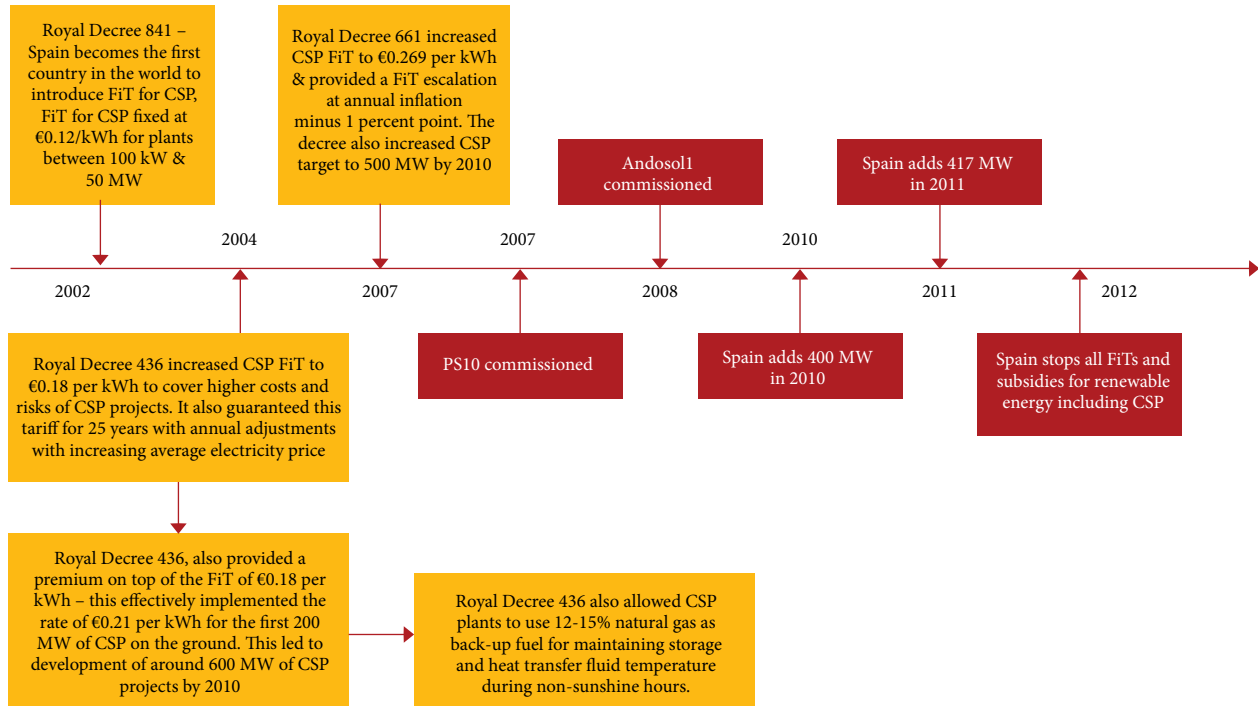 Royal Decree 841 –
Spain becomes the first
country in the world to
introduce FiT for CSP,
FiT for CSP fixed at
€0.12/kWh for plants
between 100 kW &
50 MW
Royal Decree 661 increased
CSP FiT to €0.269 per kWh
& provided a FiT escalation
at annual inflation
minus 1 percent point. The
decree also increased CSP
target to 500 MW by 2010
Andosol1
commissioned
Spain adds 417 MW
in 2011
2004
2007
2010
2002
2007
2008
2011
2012
Royal Decree 436 increased CSP FiT to
€0.18 per kWh to cover higher costs and
risks of CSP projects. It also guaranteed this
tariff for 25 years with annual adjustments
with increasing average electricity price
PS10 commissioned
Spain adds 400 MW
in 2010
Spain stops all FiTs and
subsidies for renewable
energy including CSP
Royal Decree 436, also provided a
premium on top of the FiT of €0.18 per
kWh – this effectively implemented the
rate of €0.21 per kWh for the first 200
MW of CSP on the ground. This led to
development of around 600 MW of CSP
projects by 2010
Royal Decree 436 also allowed CSP
plants to use 12-15% natural gas as
back-up fuel for maintaining storage
and heat transfer fluid temperature
during non-sunshine hours.